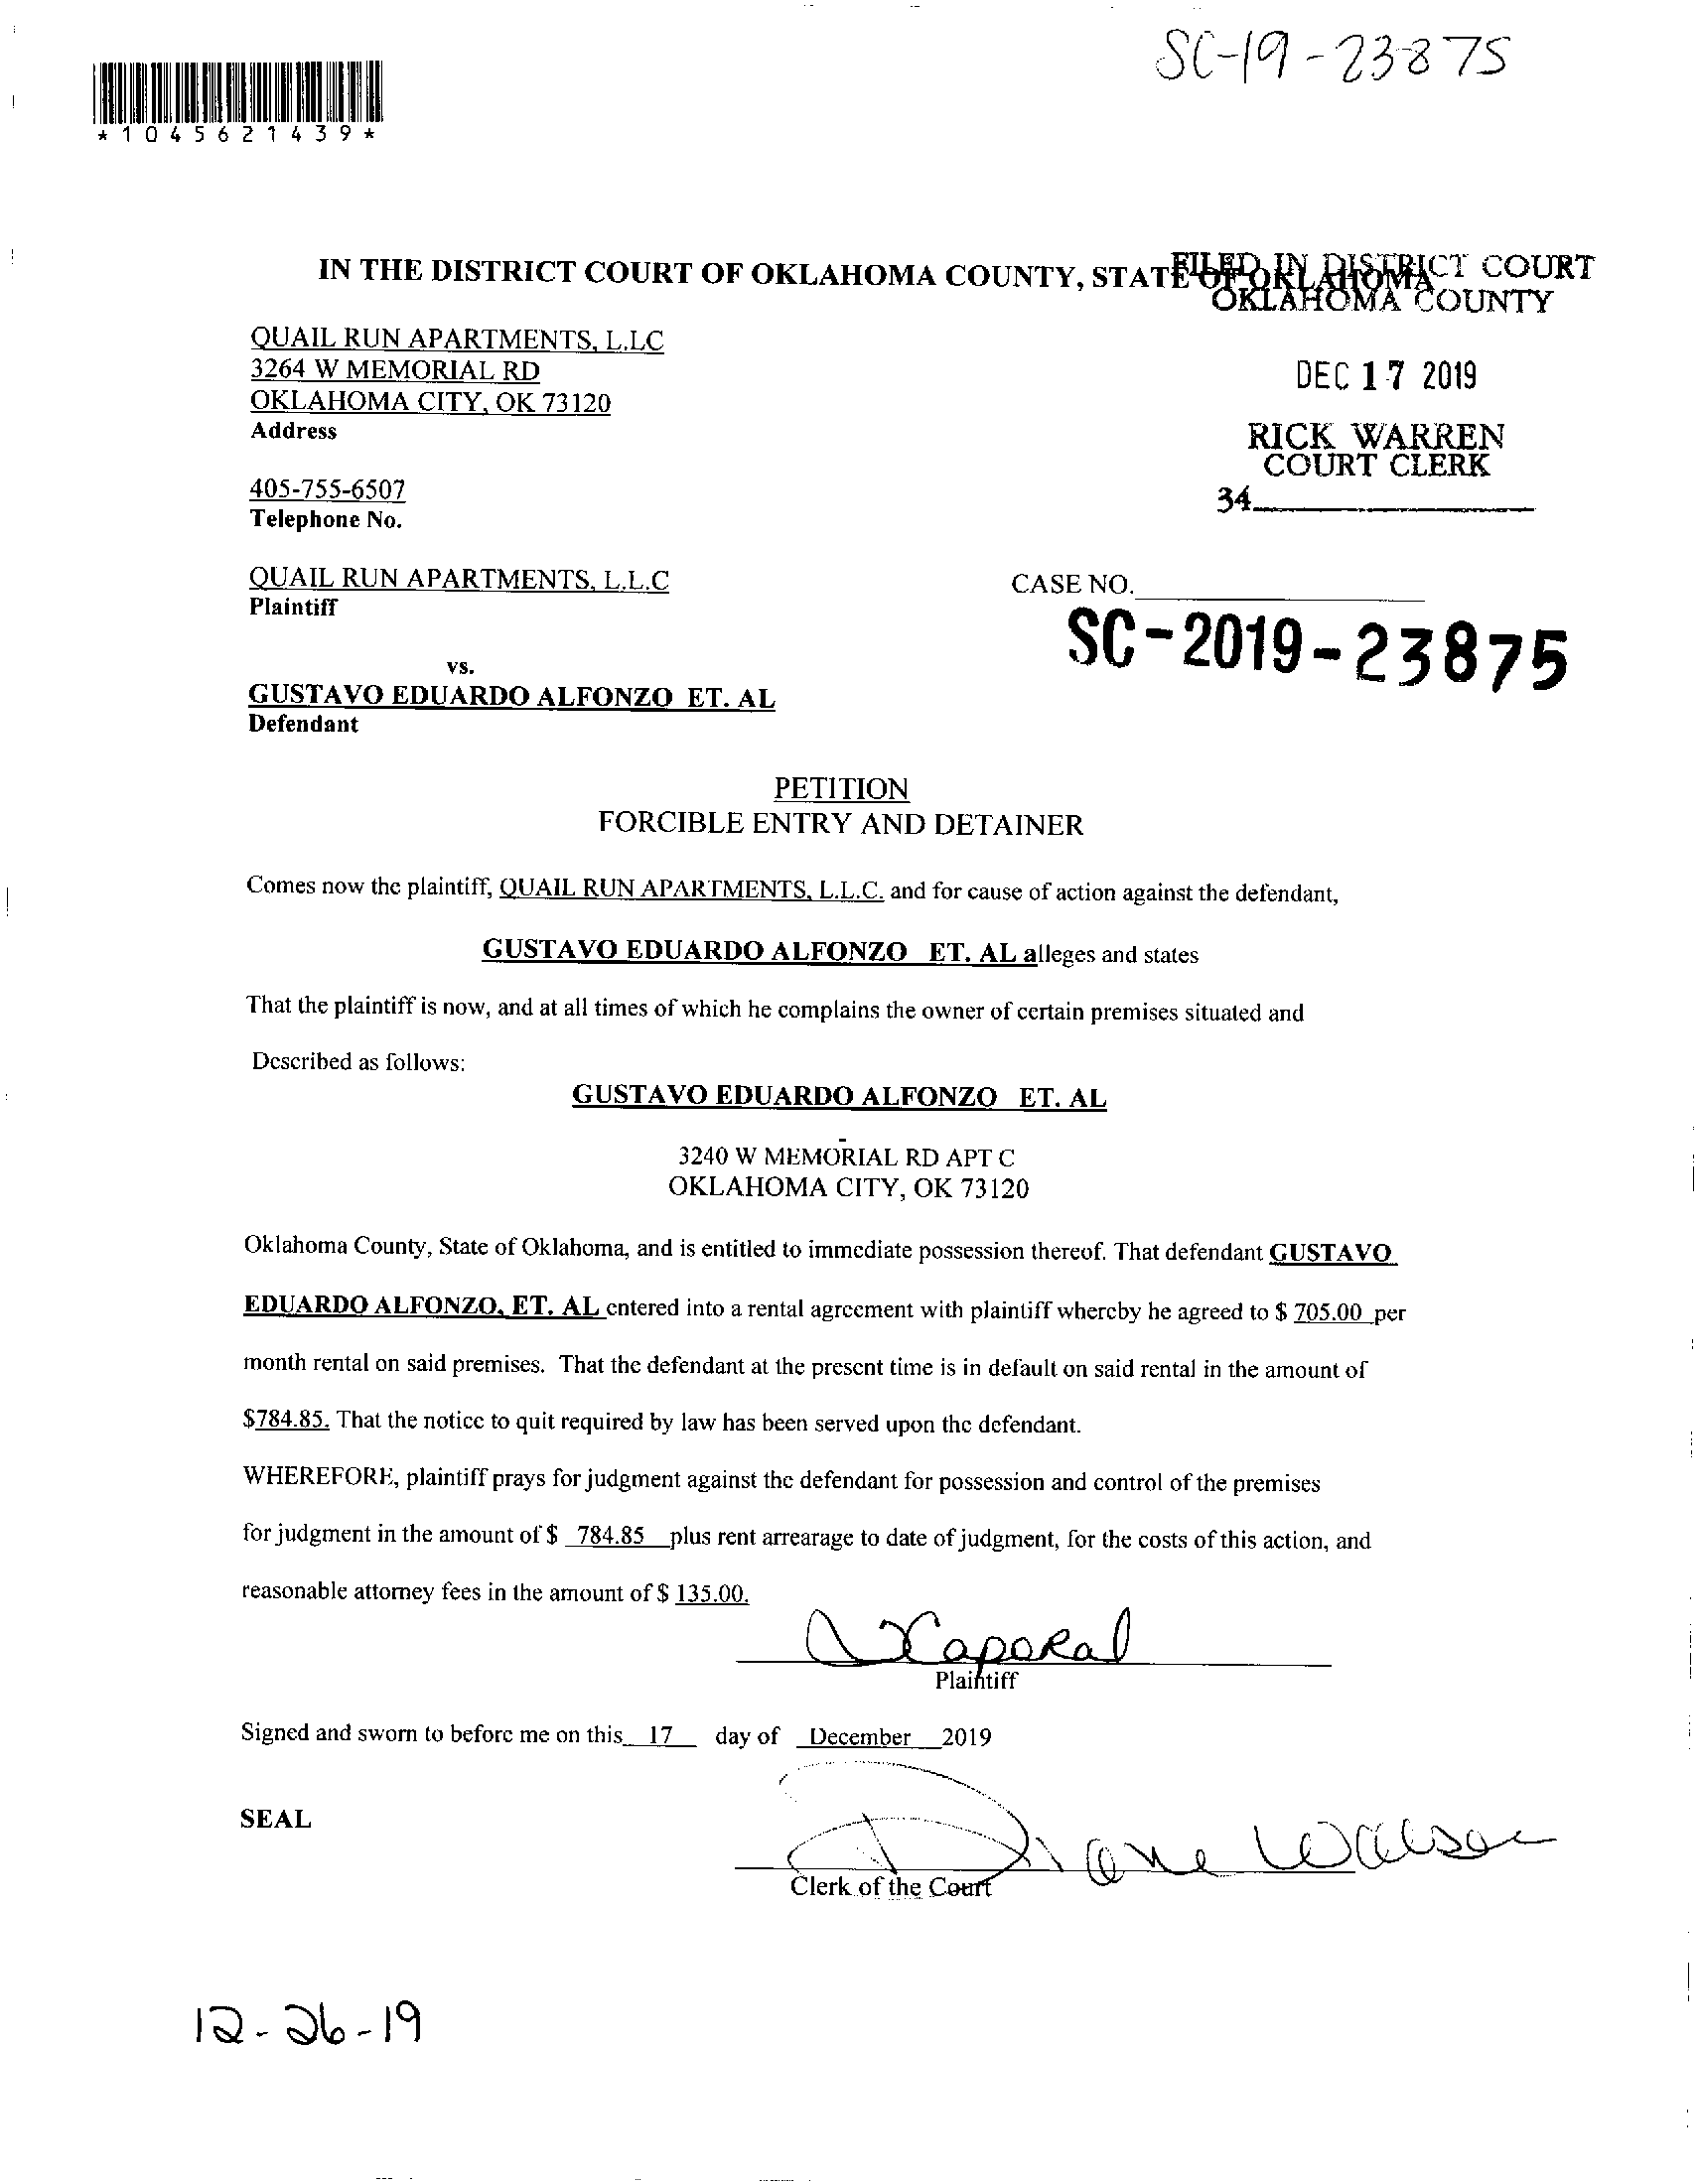 SC-19-23875
*1045621439*
IN THE DISTRICT COURT OF OKLAHOMA COUNTY, STATE OF OKLAHOMA
FILED IN DISTRICT COURT
OKLAHOMA COUNTY
QUAIL RUN APARTMENTS, L.LC
3264 W MEMORIAL RD
OKLAHOMA CITY, OK 73120
Address
DEC 17 2019
RICK WARREN
COURT CLERK
34
405-755-6507
Telephone No.
QUAIL RUN APARTMENTS, L.L.C
Plaintiff
CASE NO.
SC-2019-23875
vs.
GUSTAVO EDUARDO ALFONZO ET. AL
Defendant
PETITION
FORCIBLE ENTRY AND DETAINER
Comes now the plaintiff, QUAIL RUN APARTMENTS, L.L.C. and for cause of action against the defendant,
GUSTAVO EDUARDO ALFONZO ET. AL alleges and states
That the plaintiff is now, and at all times of which he complains the owner of certain premises situated and
Described as follows:
GUSTAVO EDUARDO ALFONZO ET. AL
3240 W MEMORIAL RD APT C
OKLAHOMA CITY, OK 73120
Oklahoma County, State of Oklahoma, and is entitled to immediate possession thereof. That defendant GUSTAVO
EDUARDO ALFONZO, ET. AL entered into a rental agreement with plaintiff whereby he agreed to $ 705.00 per
month rental on said premises. That the defendant at the present time is in default on said rental in the amount of
$784.85. That the notice to quit required by law has been served upon the defendant.
WHEREFORE, plaintiff prays for judgment against the defendant for possession and control of the premises
for judgment in the amount of $ 784.85 plus rent arrearage to date of judgment, for the costs of this action, and
reasonable attorney fees in the amount of $ 135.00.
Caporal
Plaintiff
Signed and sworn to before me on this 17 day of December 2019
SEAL
Diane
Clerk of the Court
12-26-19